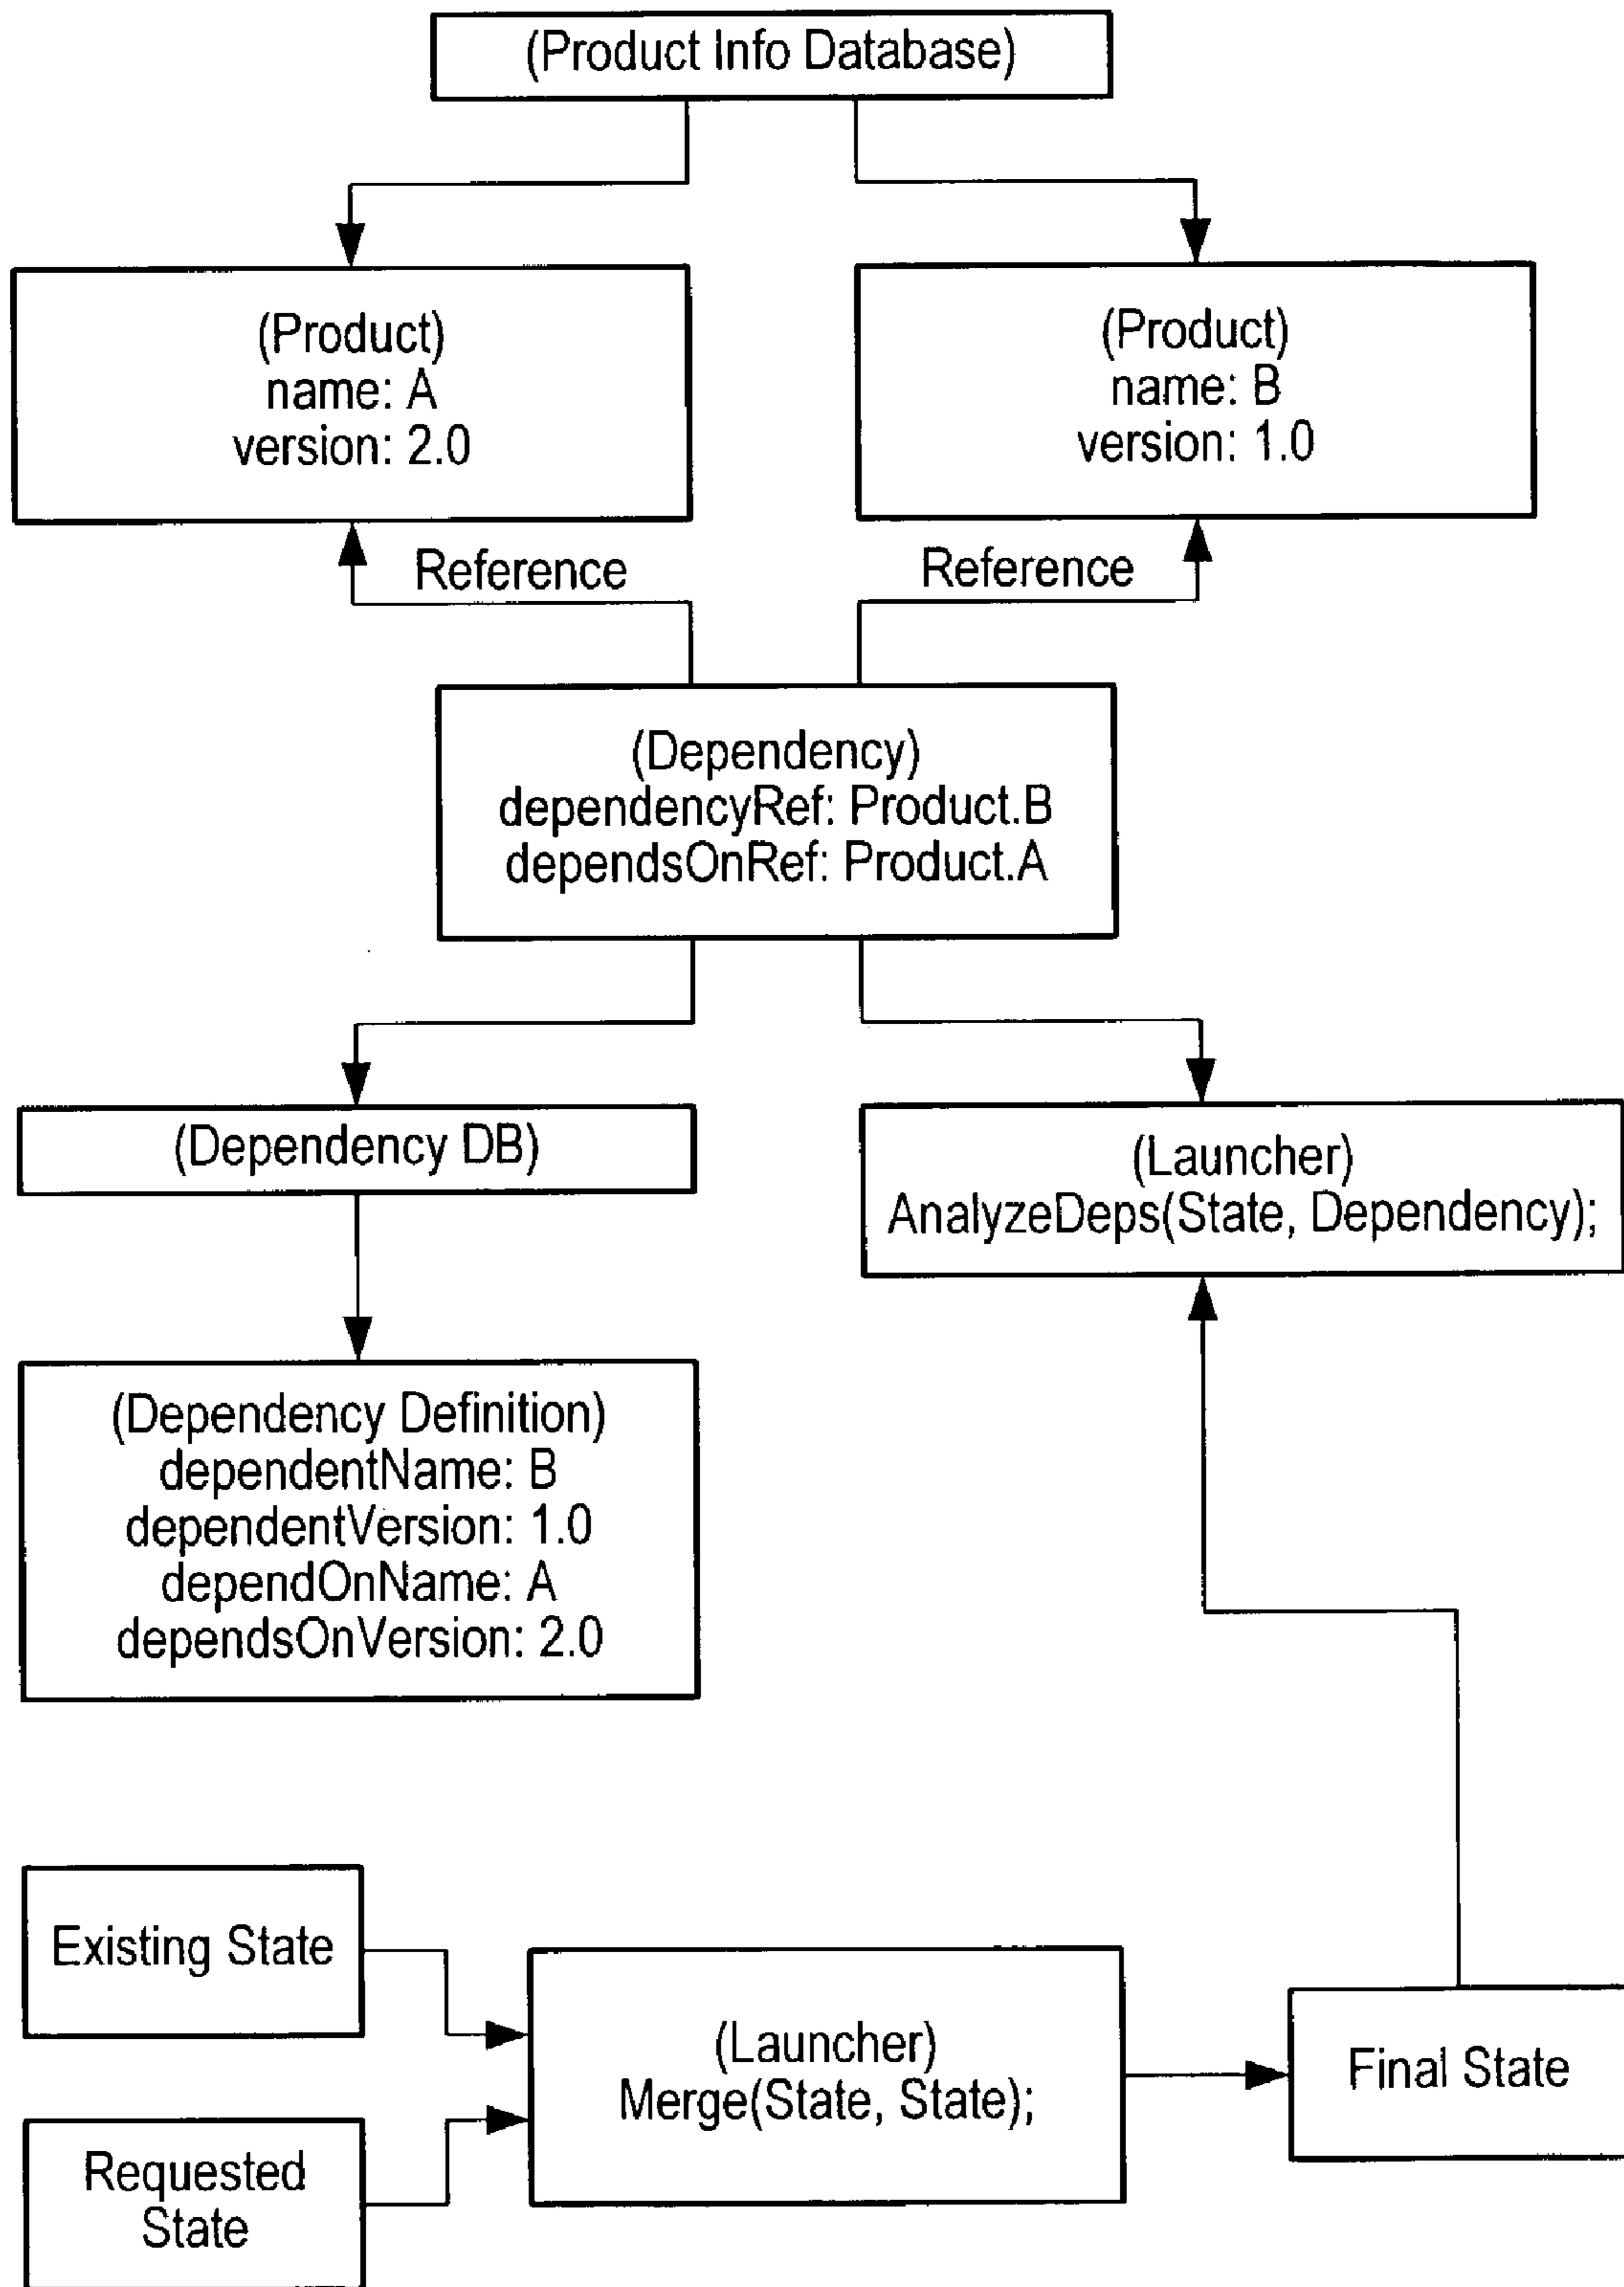 (Product Info Database)
(Product)
name: A
version: 2.0
(Product)
name: B
version: 1.0
Reference
Reference
(Dependency)
dependencyRef: Product.B
dependsOnRef: Product.A
(Dependency DB)
(Launcher)
AnalyzeDeps(State, Dependency);
(Dependency Definition)
dependentName: B
dependentVersion: 1.0
dependOnName: A
dependsOnVersion: 2.0
Existing State
(Launcher)
Merge(State, State);
Final State
Requested
State